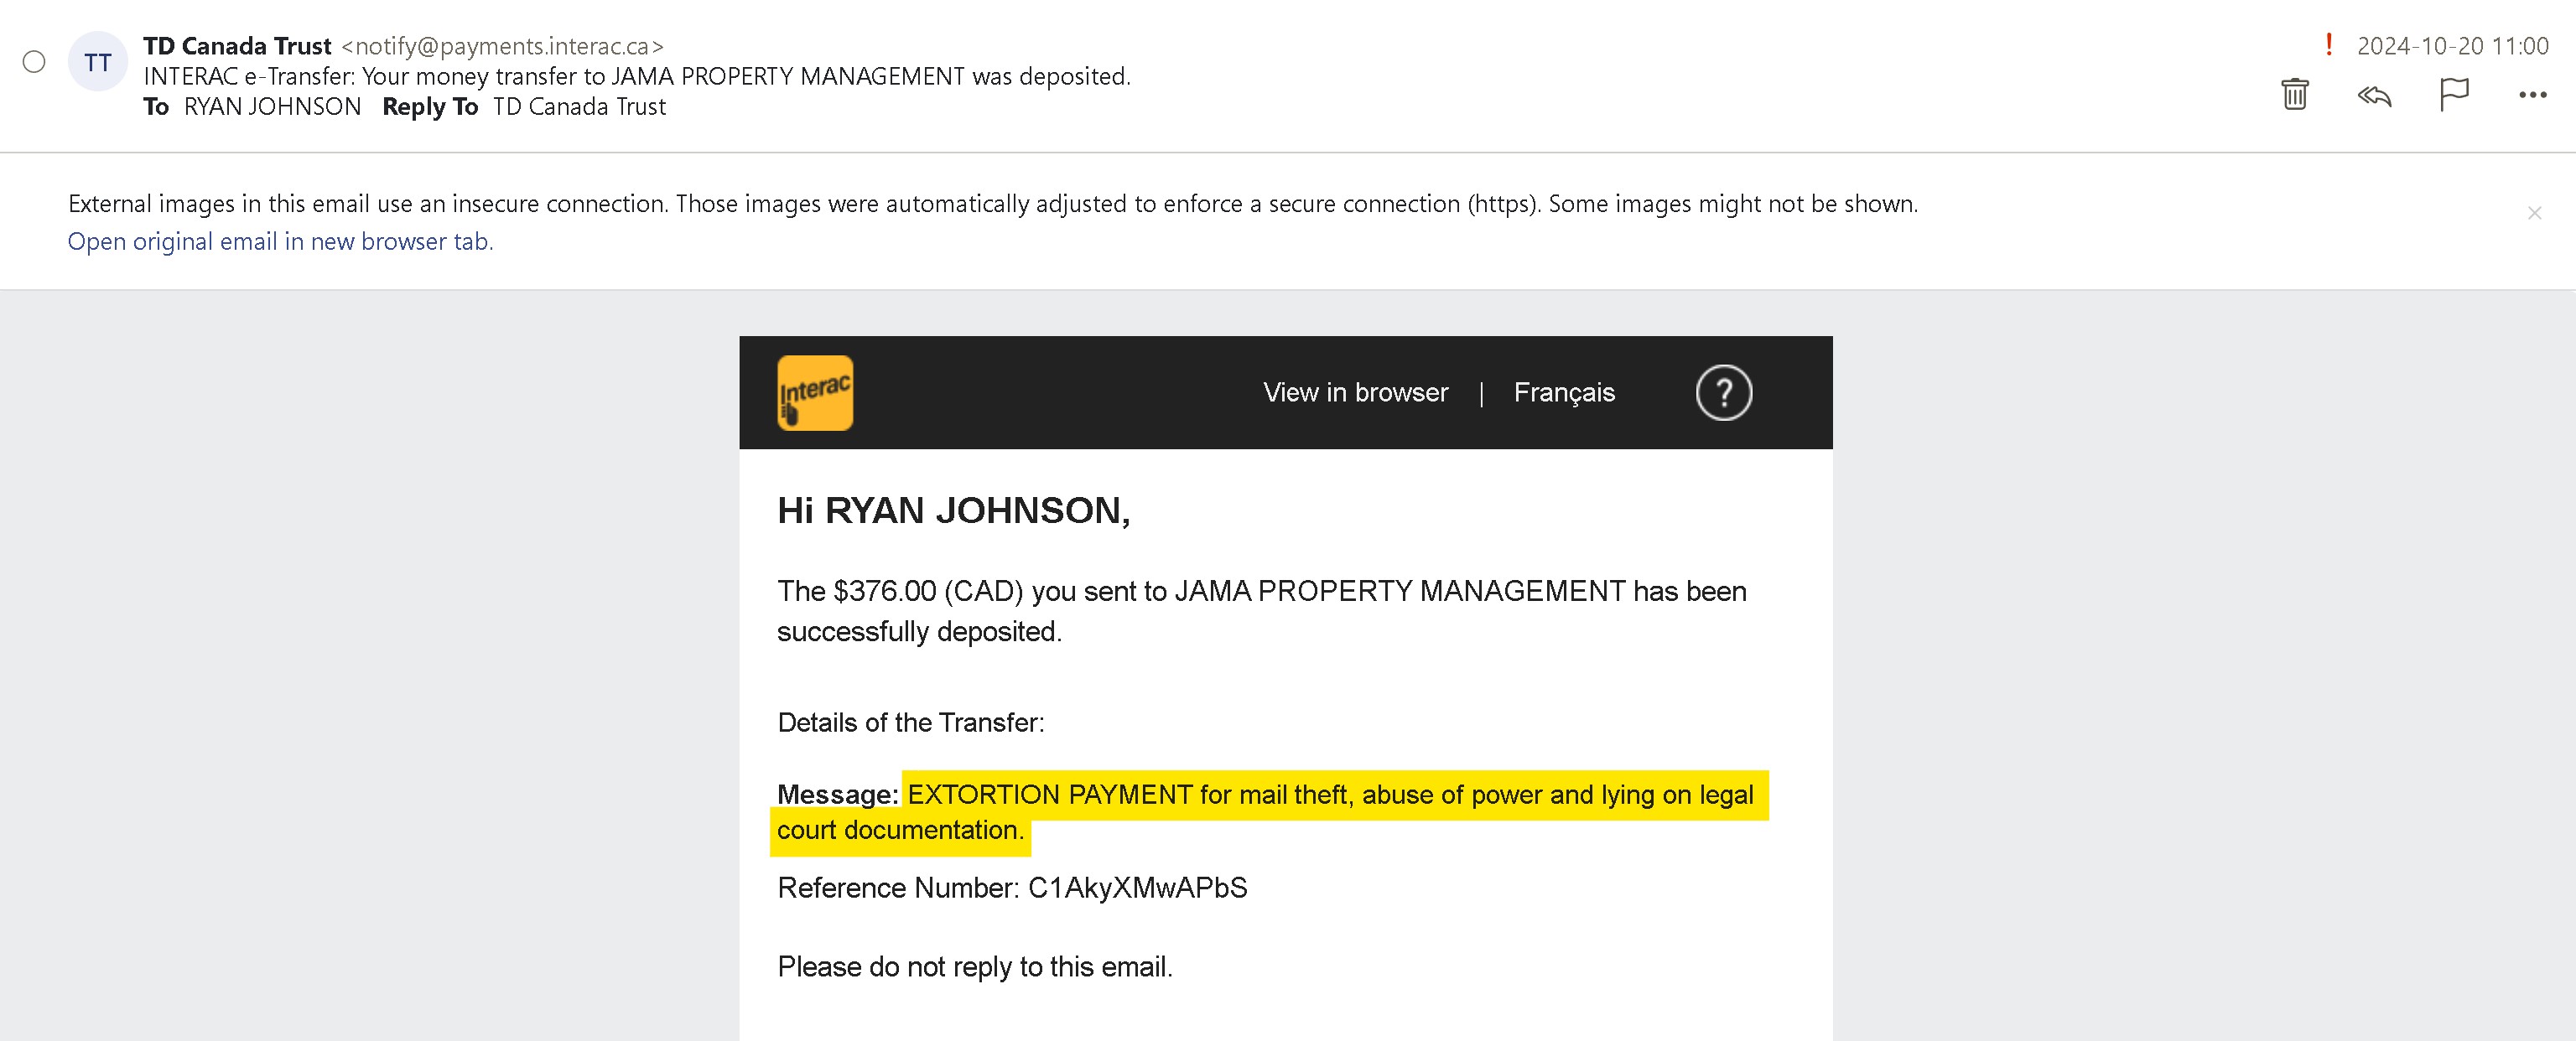 TT
TD Canada Trust <notify@payments.interac.ca>
! 2024-10-20 11:00
INTERAC e-Transfer: Your money transfer to JAMA PROPERTY MANAGEMENT was deposited.
To RYAN JOHNSON Reply To TD Canada Trust
External images in this email use an insecure connection. Those images were automatically adjusted to enforce a secure connection (https). Some images might not be shown.
Open original email in new browser tab.
Interac
View in browser | Français ?
Hi RYAN JOHNSON,
The $376.00 (CAD) you sent to JAMA PROPERTY MANAGEMENT has been
successfully deposited.
Details of the Transfer:
Message: EXTORTION PAYMENT for mail theft, abuse of power and lying on legal
court documentation.
Reference Number: C1AkyXMwAPbS
Please do not reply to this email.